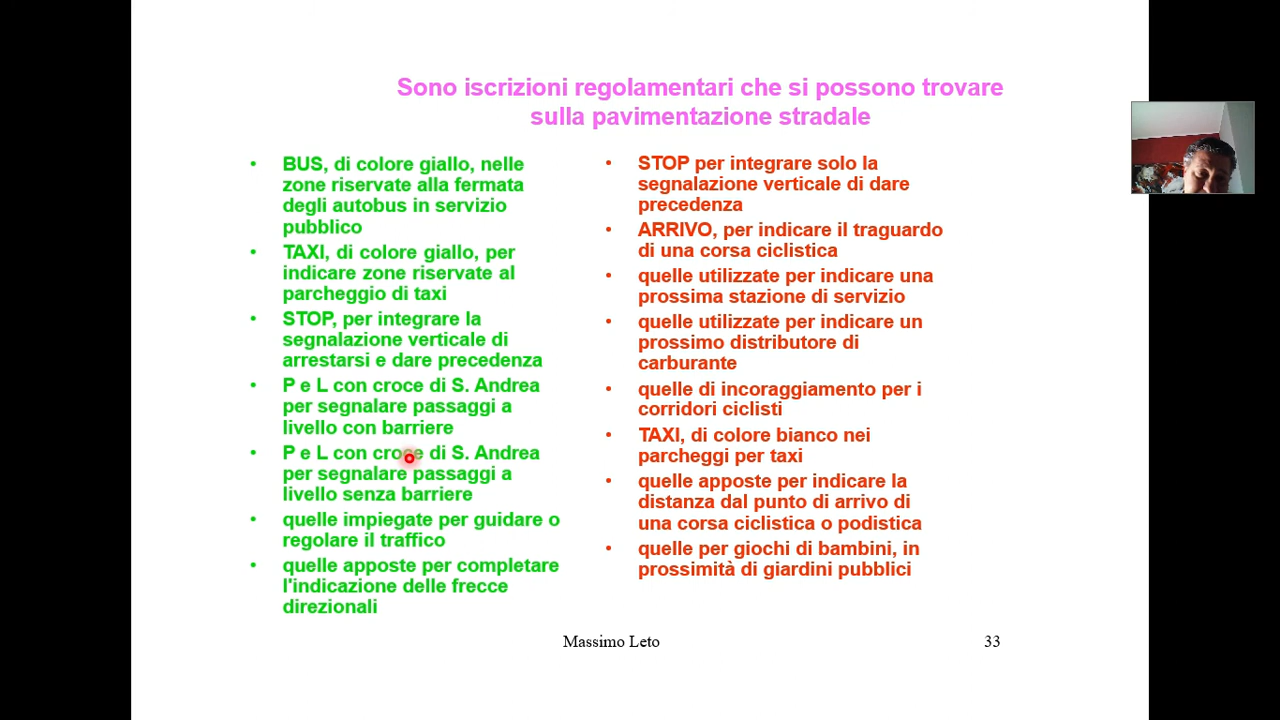 Sono iscrizioni regolamentari che si possono trovare
sulla pavimentazione stradale
• BUS, di colore giallo, nelle
zone riservate alla fermata
degli autobus in servizio
pubblico
• TAXI, di colore giallo, per
indicare zone riservate al
parcheggio di taxi
• STOP, per integrare la
segnalazione verticale di
arrestarsi e dare precedenza
• P e L con croce di S. Andrea
per segnalare passaggi a
livello con barriere
• P e L con croce di S. Andrea
per segnalare passaggi a
livello senza barriere
• quelle impiegate per guidare o
regolare il traffico
• quelle apposte per completare
l'indicazione delle frecce
direzionali
• STOP per integrare solo la
segnalazione verticale di dare
precedenza
• ARRIVO, per indicare il traguardo
di una corsa ciclistica
• quelle utilizzate per indicare una
prossima stazione di servizio
• quelle utilizzate per indicare un
prossimo distributore di
carburante
• quelle di incoraggiamento per i
corridori ciclisti
• TAXI, di colore bianco nei
parcheggi per taxi
• quelle apposte per indicare la
distanza dal punto di arrivo di
una corsa ciclistica o podistica
• quelle per giochi di bambini, in
prossimità di giardini pubblici
Massimo Leto
33